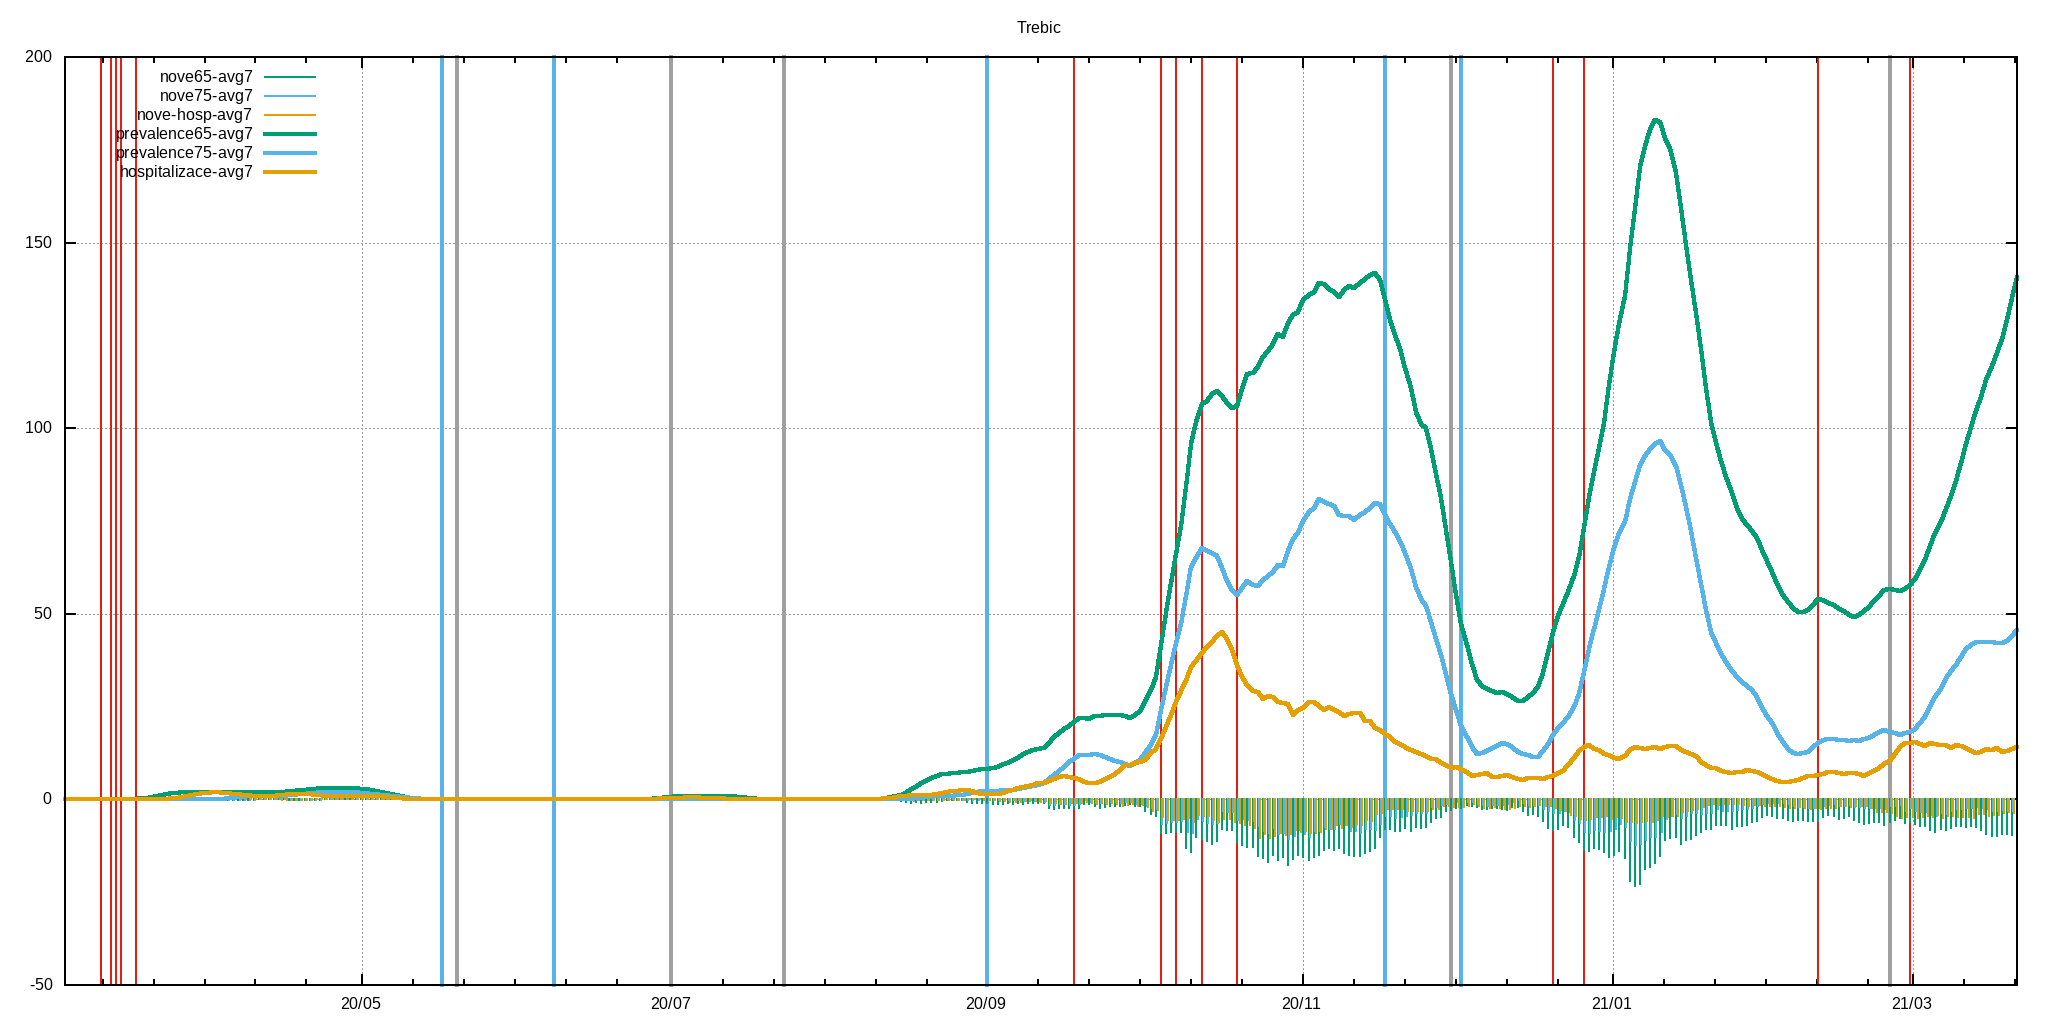 Trebic
200
nove65-avg7
nove75-avg7
nove-hosp-avg7
prevalence65-avg7
prevalence75-avg7
hospitalizace-avg7
150
100
50
0
-50
20/05 20/07 20/09 20/11 21/01 21/03